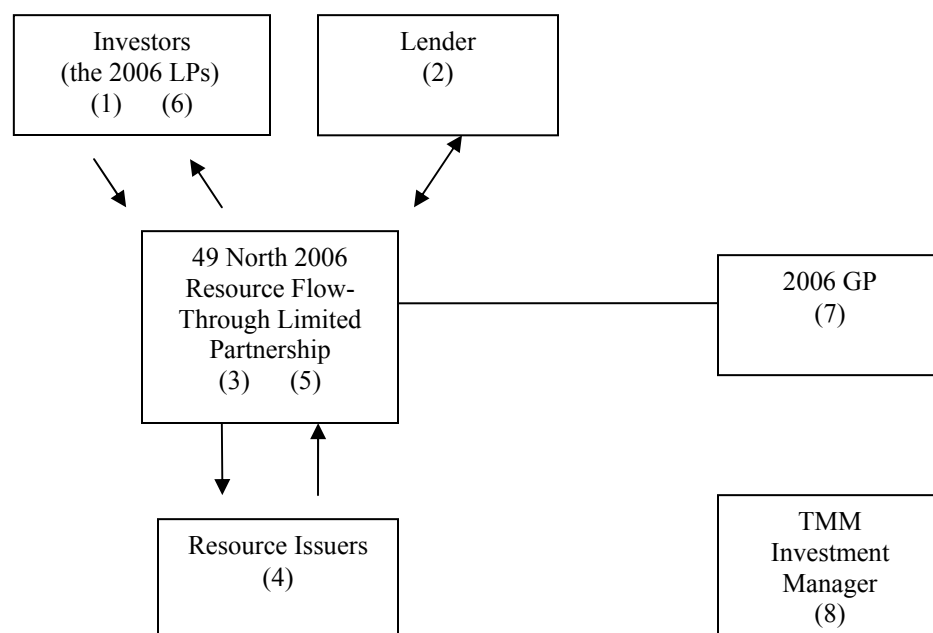 Investors
(the 2006 LPs)
(1) (6)
Lender
(2)
49 North 2006
Resource Flow-
Through Limited
Partnership
(3) (5)
2006 GP
(7)
Resource Issuers
(4)
TMM
Investment
Manager
(8)